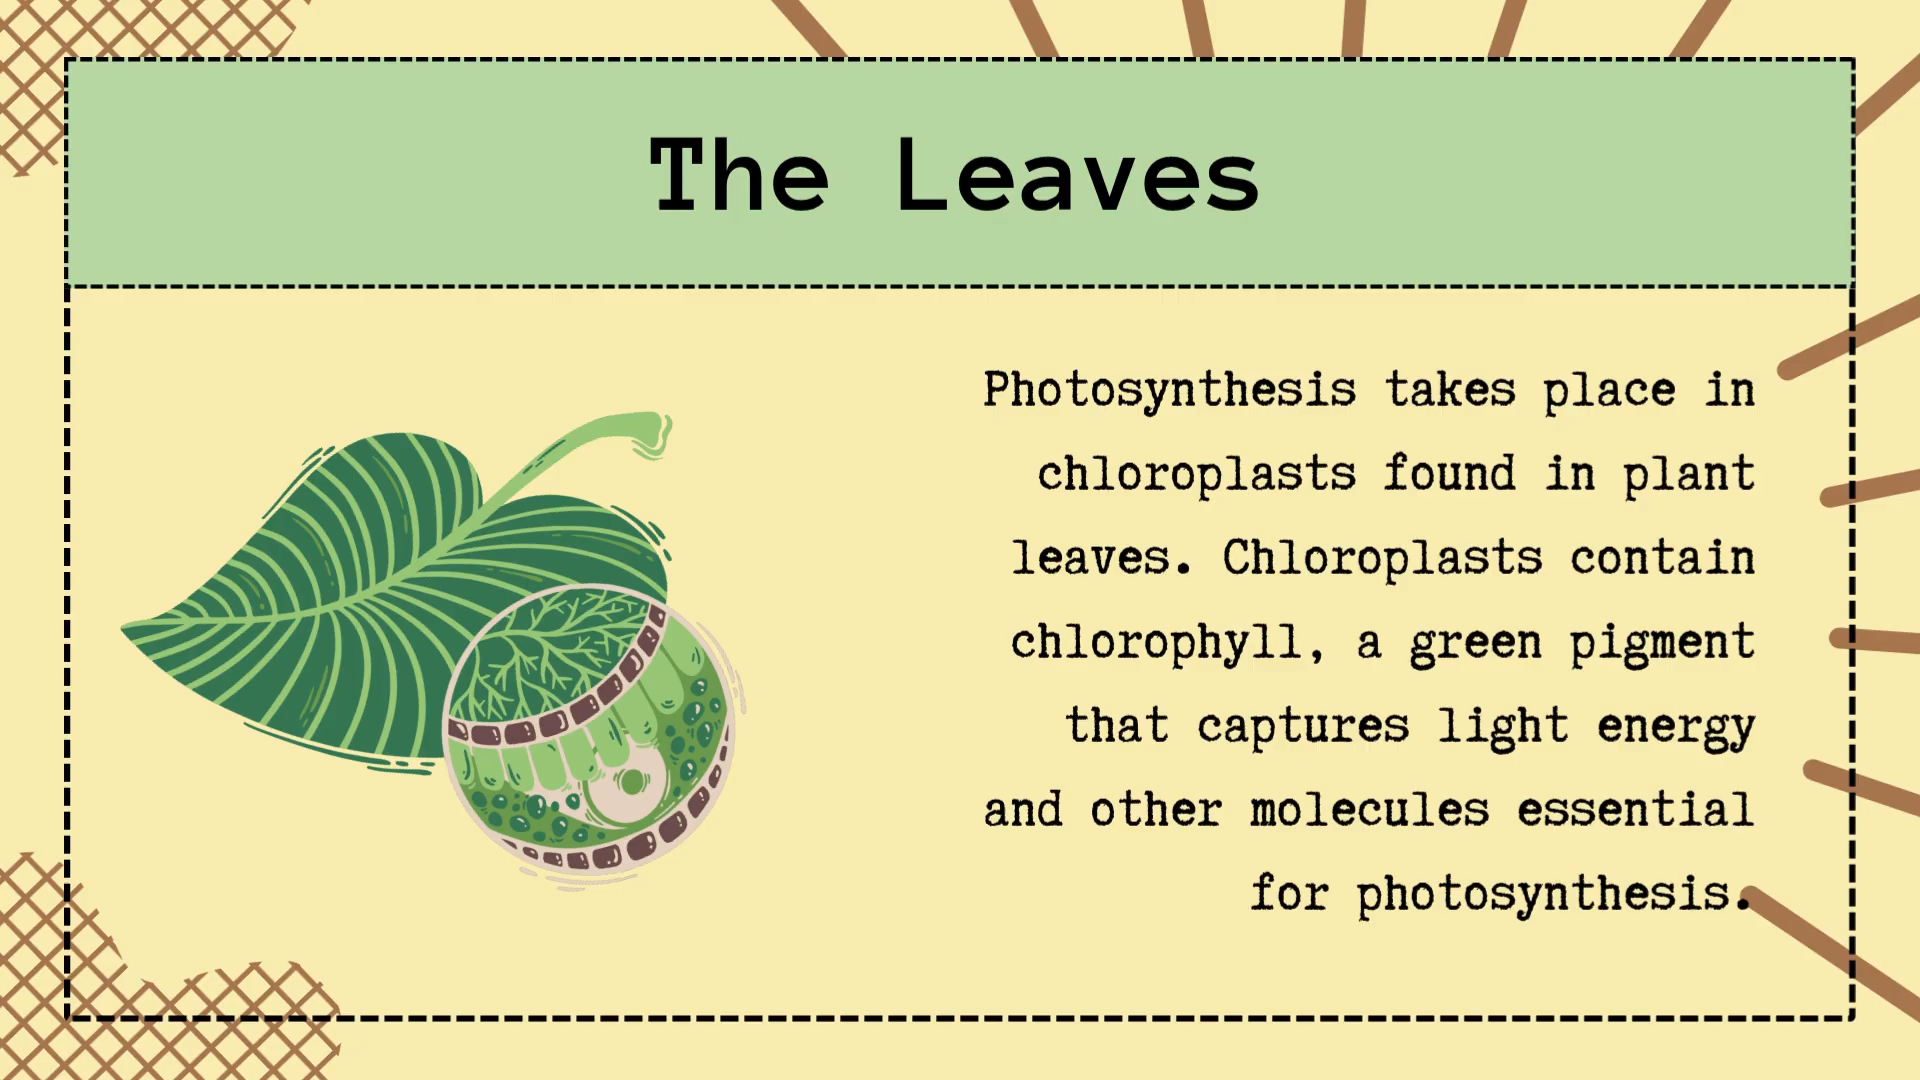 The Leaves
Photosynthesis takes place in
chloroplasts found in plant
leaves. Chloroplasts contain
chlorophyll, a green pigment
that captures light energy
and other molecules essential
for photosynthesis.